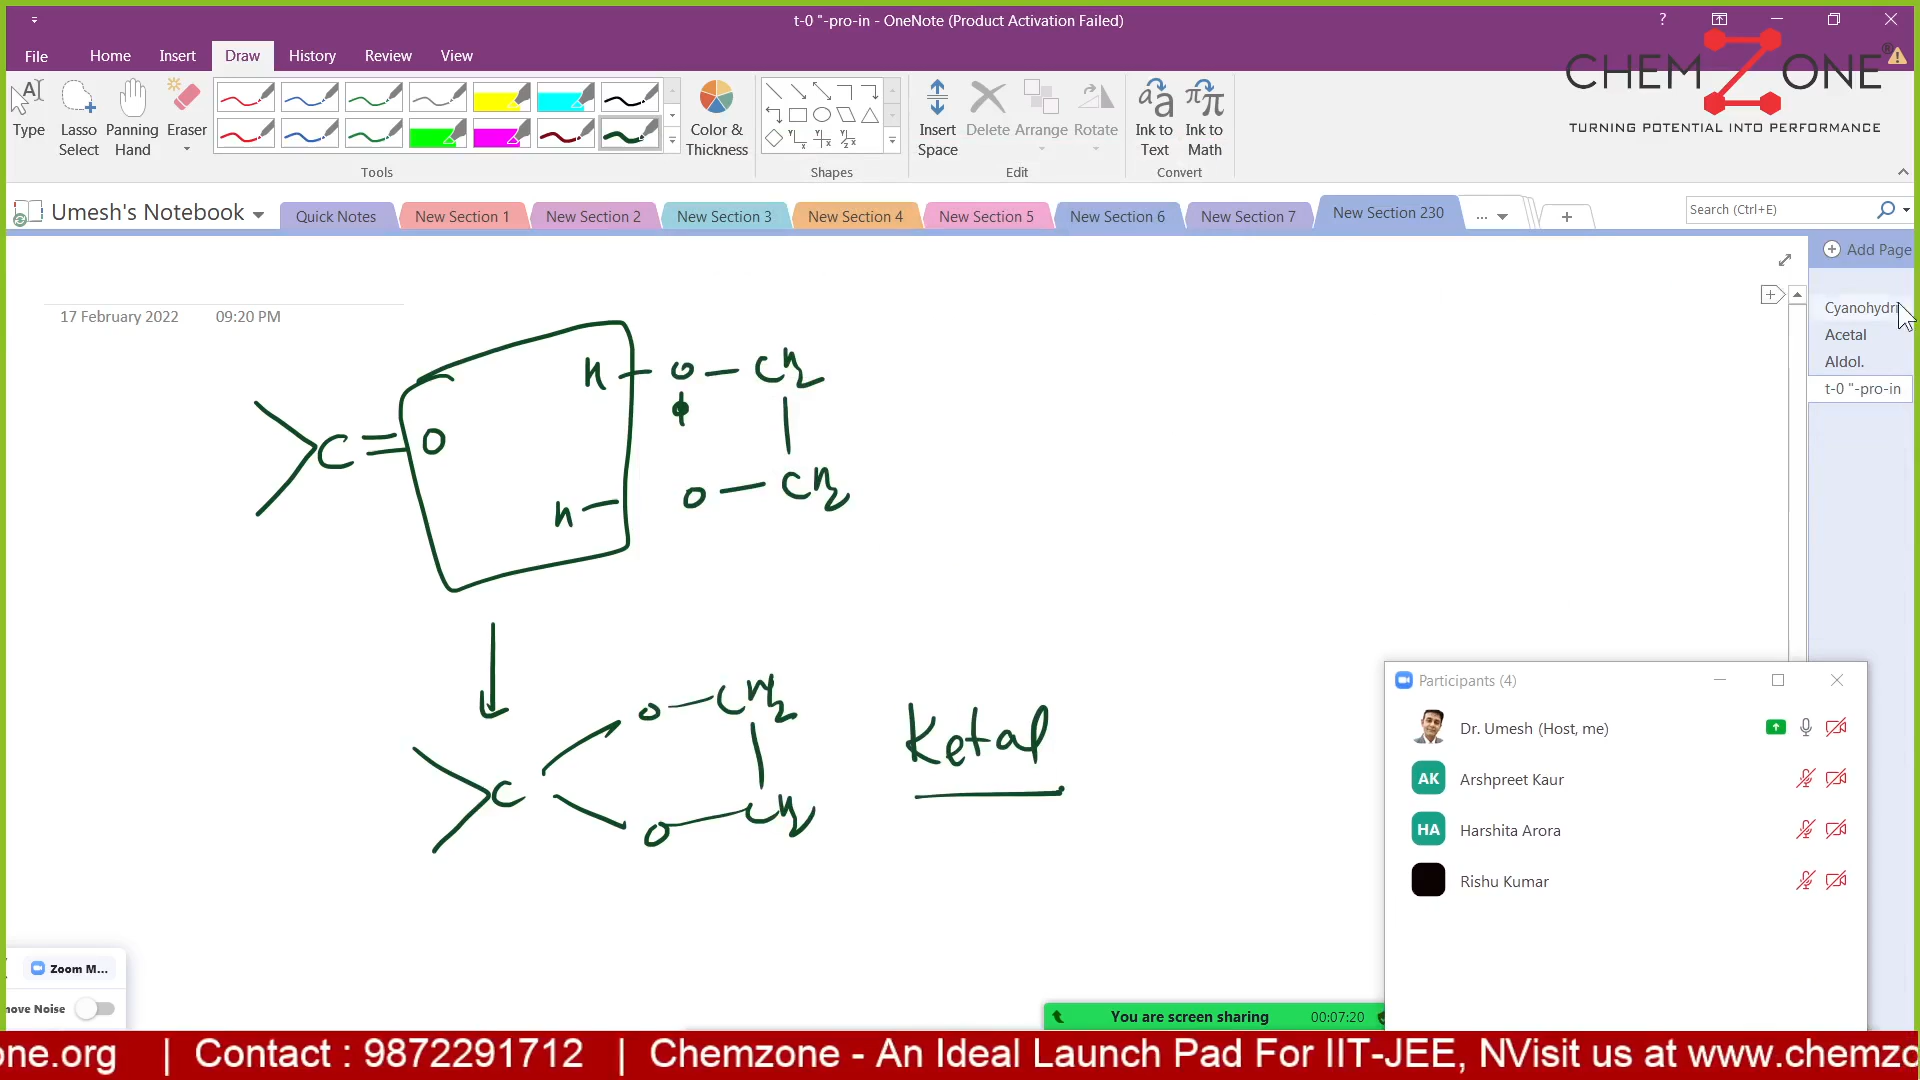 t-0 "-pro-in - OneNote (Product Activation Failed)
?
File Home Insert Draw History Review View
CHEMZONE®
TURNING POTENTIAL INTO PERFORMANCE
Type
Lasso Select
Panning Hand
Eraser
Color & Thickness
Insert Space
Delete
Arrange
Rotate
Ink to Text
Ink to Math
Tools Shapes Edit Convert
Umesh's Notebook
Quick Notes New Section 1 New Section 2 New Section 3 New Section 4 New Section 5 New Section 6 New Section 7 New Section 230 ... +
Search (Ctrl+E)
Add Page
Cyanohydri
Acetal
Aldol.
t-0 "-pro-in
17 February 2022 09:20 PM
H - O - CH2
C = O
H - O - CH2
O - CH2
C
O - CH2
Ketal
Participants (4)
Dr. Umesh (Host, me)
AK Arshpreet Kaur
HA Harshita Arora
Rishu Kumar
Zoom M...
move Noise
You are screen sharing 00:07:20
one.org | Contact : 9872291712 | Chemzone - An Ideal Launch Pad For IIT-JEE, NVisit us at www.chemzo